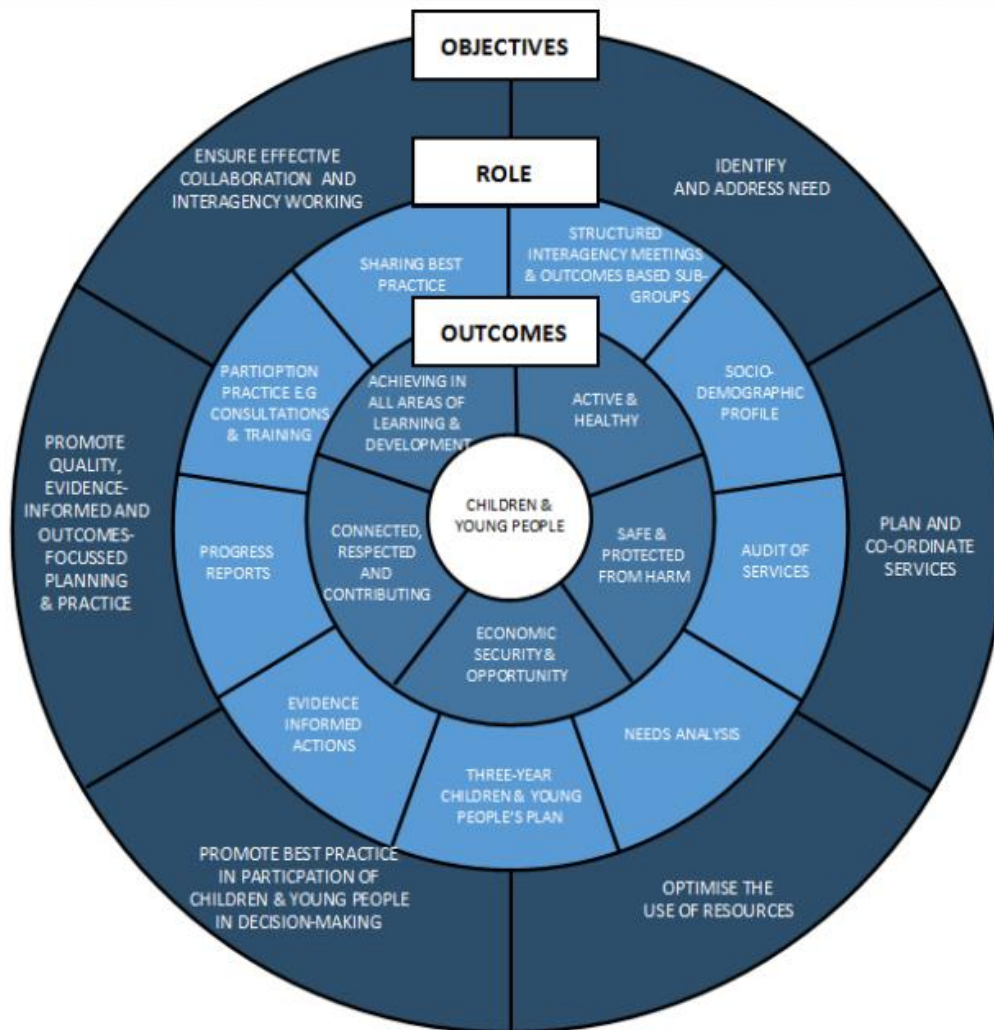 OBJECTIVES
ENSURE EFFECTIVE
COLLABORATION AND
INTERAGENCY WORKING
IDENTIFY
AND ADDRESS NEED
PLAN AND
CO-ORDINATE
SERVICES
OPTIMISE THE
USE OF RESOURCES
PROMOTE BEST PRACTICE
IN PARTICPATION OF
CHILDREN & YOUNG PEOPLE
IN DECISION-MAKING
PROMOTE
QUALITY,
EVIDENCE-
INFORMED AND
OUTCOMES-
FOCUSSED
PLANNING
& PRACTICE
ROLE
SHARING BEST
PRACTICE
STRUCTURED
INTERAGENCY MEETINGS
& OUTCOMES BASED SUB-
GROUPS
SOCIO-
DEMOGRAPHIC
PROFILE
AUDIT OF
SERVICES
NEEDS ANALYSIS
THREE-YEAR
CHILDREN & YOUNG
PEOPLE'S PLAN
EVIDENCE
INFORMED
ACTIONS
PROGRESS
REPORTS
PARTICIPTION
PRACTICE E.G
CONSULTATIONS
& TRAINING
OUTCOMES
ACHIEVING IN
ALL AREAS OF
LEARNING &
DEVELOPMENT
ACTIVE &
HEALTHY
SAFE &
PROTECTED
FROM HARM
ECONOMIC
SECURITY &
OPPORTUNITY
CONNECTED,
RESPECTED
AND
CONTRIBUTING
CHILDREN &
YOUNG PEOPLE